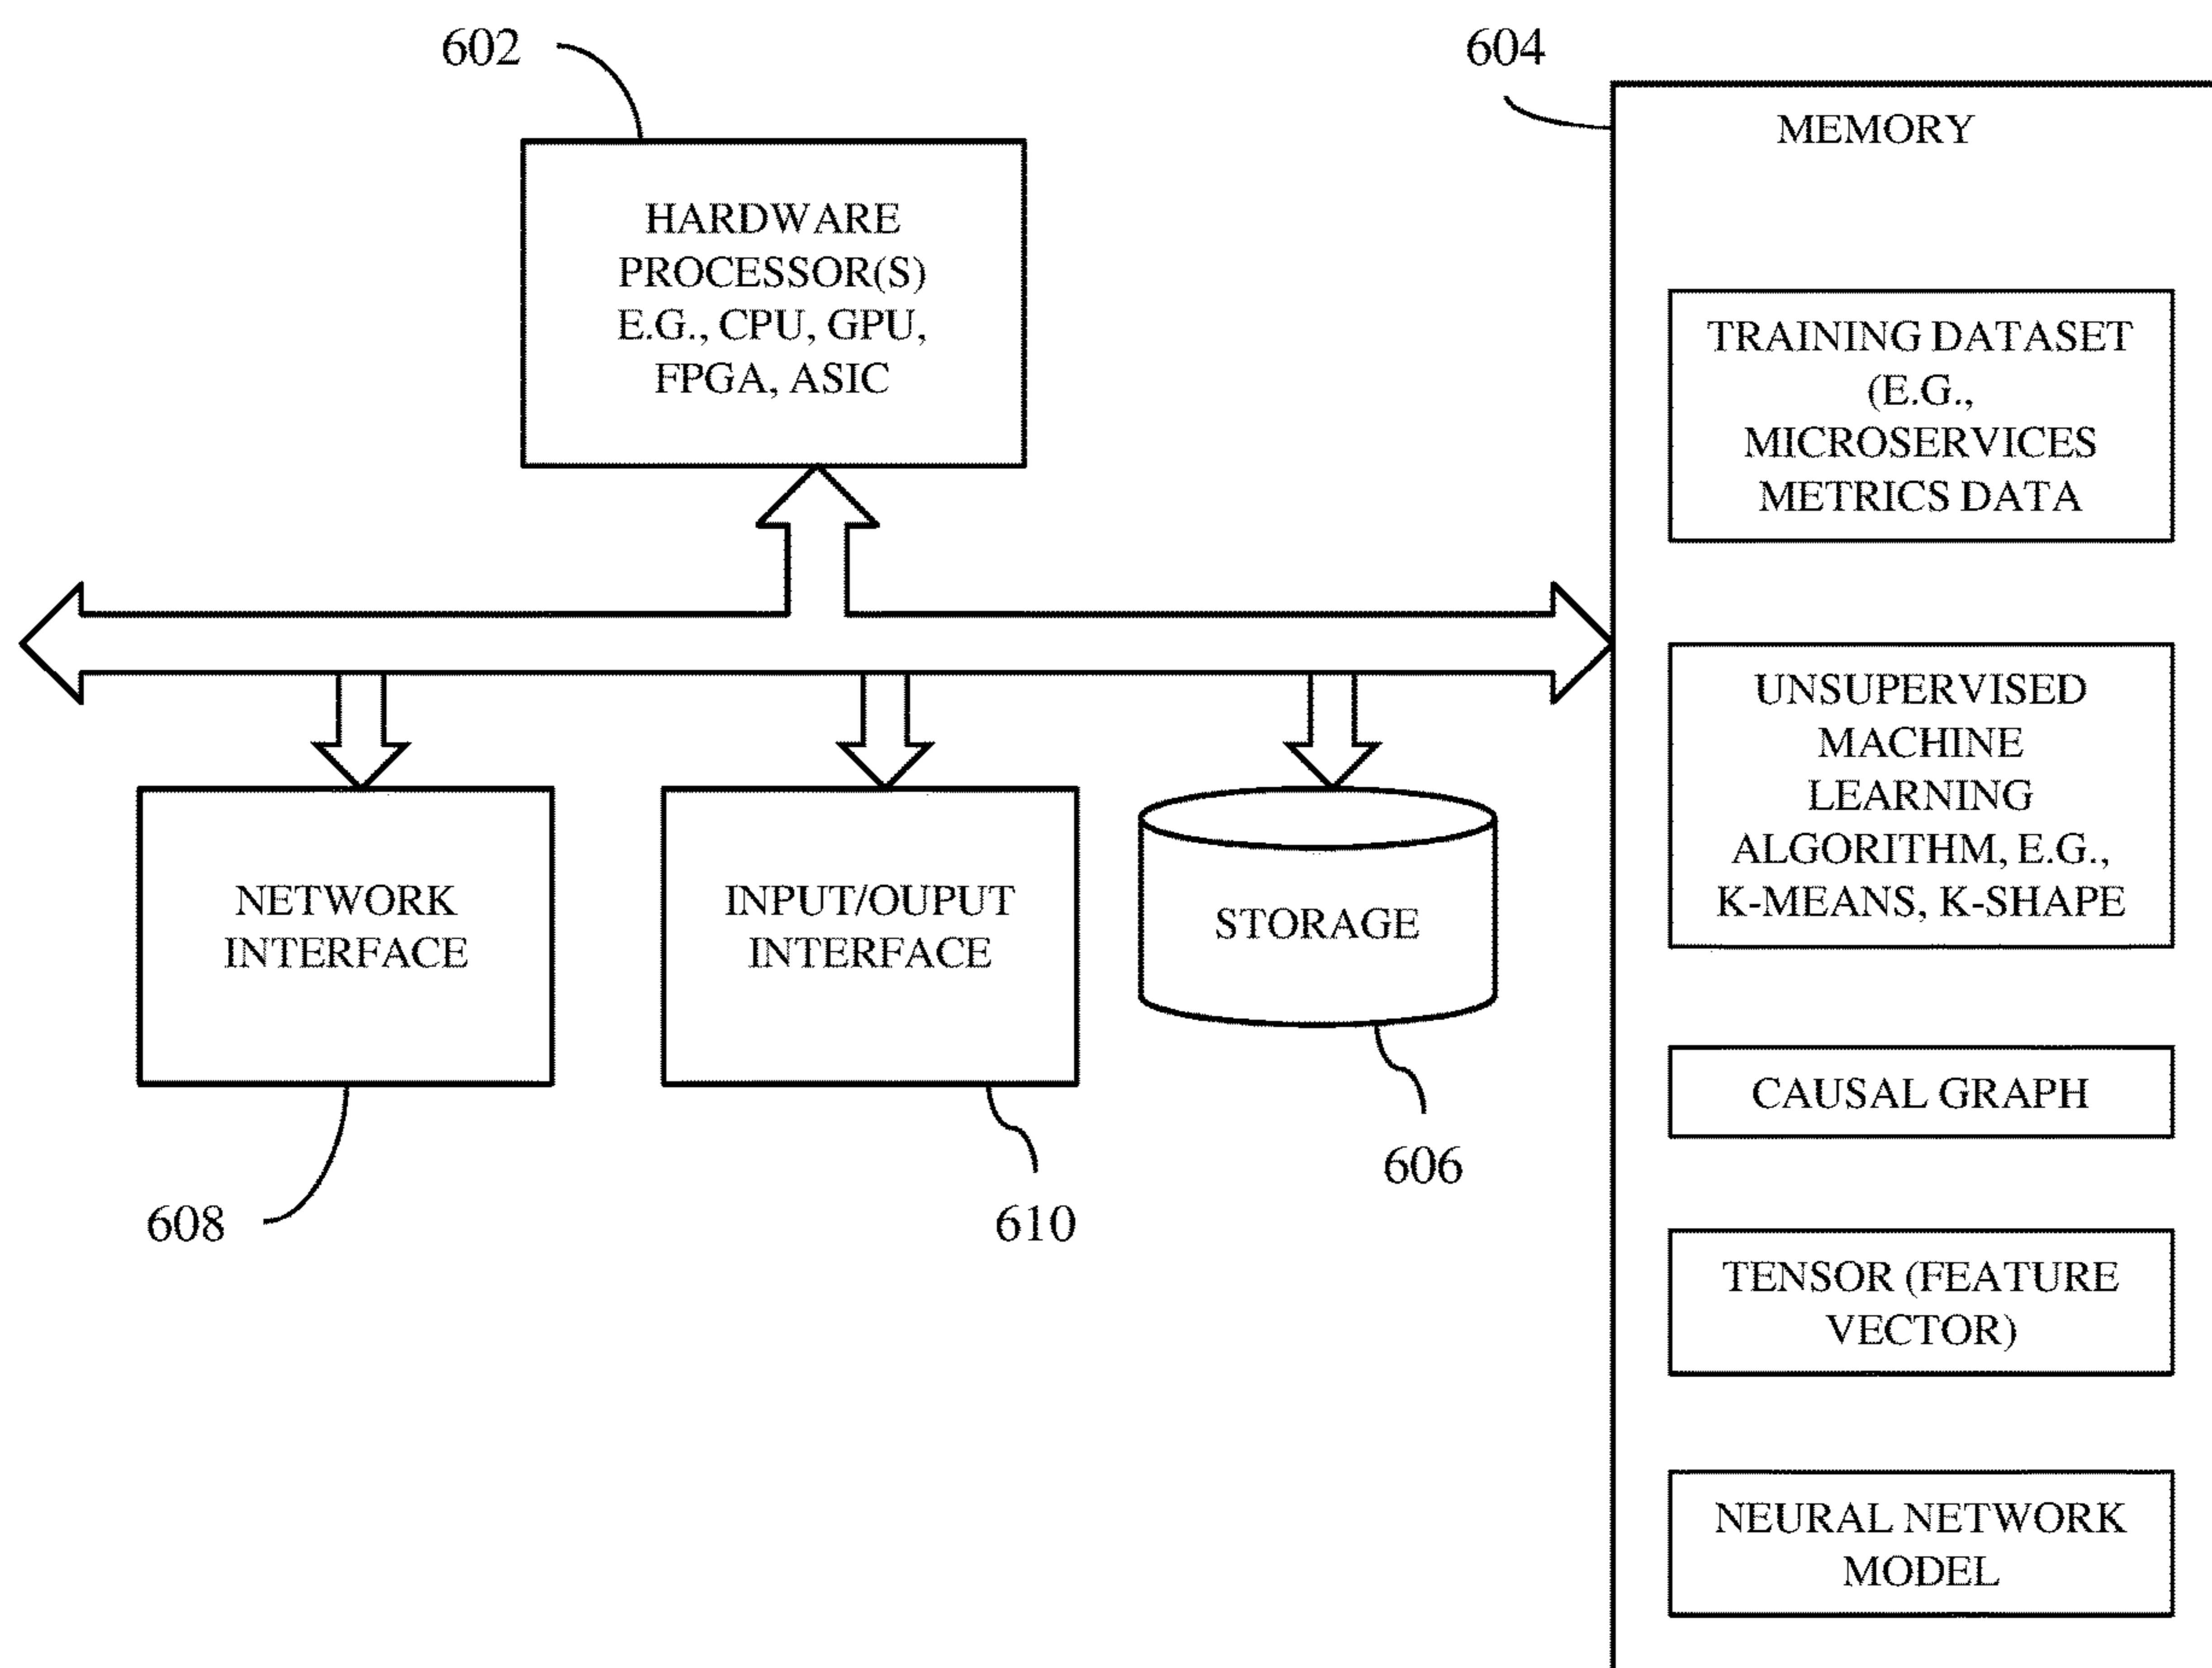 602
604
MEMORY
HARDWARE
PROCESSOR(S)
E.G., CPU, GPU,
FPGA, ASIC
TRAINING DATASET
(E.G.,
MICROSERVICES
METRICS DATA
UNSUPERVISED
MACHINE
LEARNING
ALGORITHM, E.G.,
K-MEANS, K-SHAPE
NETWORK
INTERFACE
INPUT/OUPUT
INTERFACE
STORAGE
CAUSAL GRAPH
606
608
610
TENSOR (FEATURE
VECTOR)
NEURAL NETWORK
MODEL